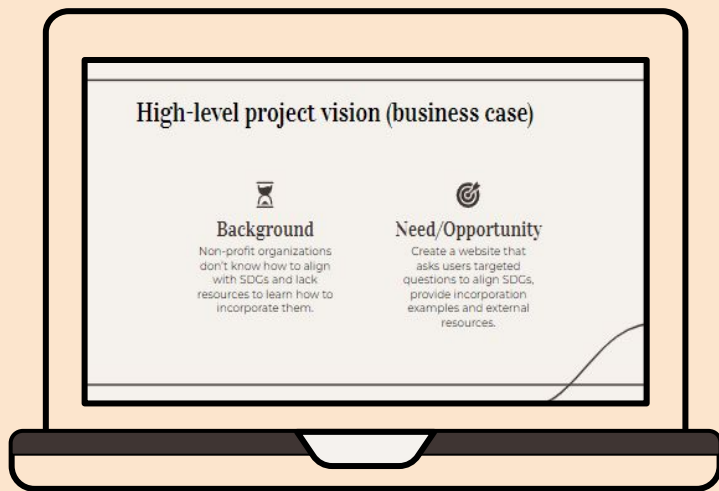 High-level project vision (business case)
Background
Non-profit organizations
don't know how to align
with SDGs and lack
resources to learn how to
incorporate them.
Need/Opportunity
Create a website that
asks users targeted
questions to align SDGs,
provide incorporation
examples and external
resources.